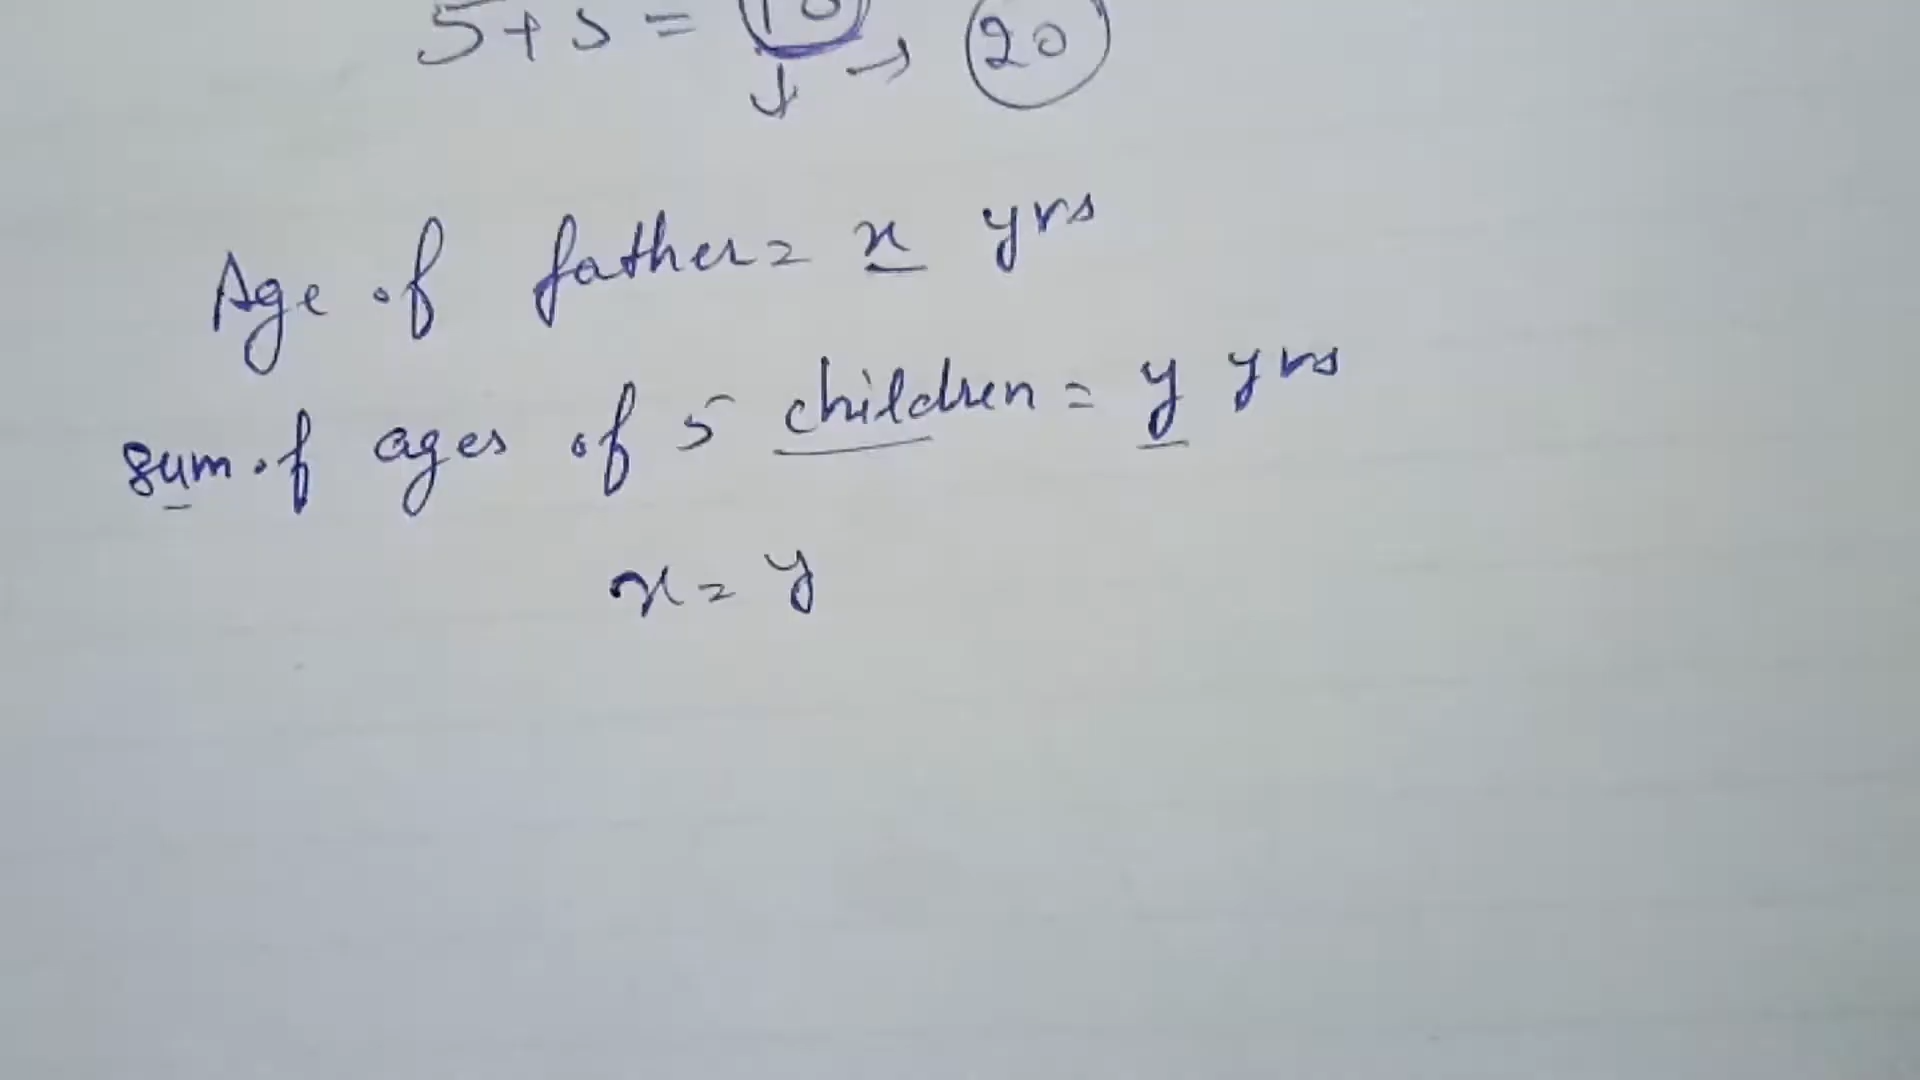 5+5 = 10 → 20
↓
Age of father = x yrs
sum of ages of 5 children = y yrs
x = y